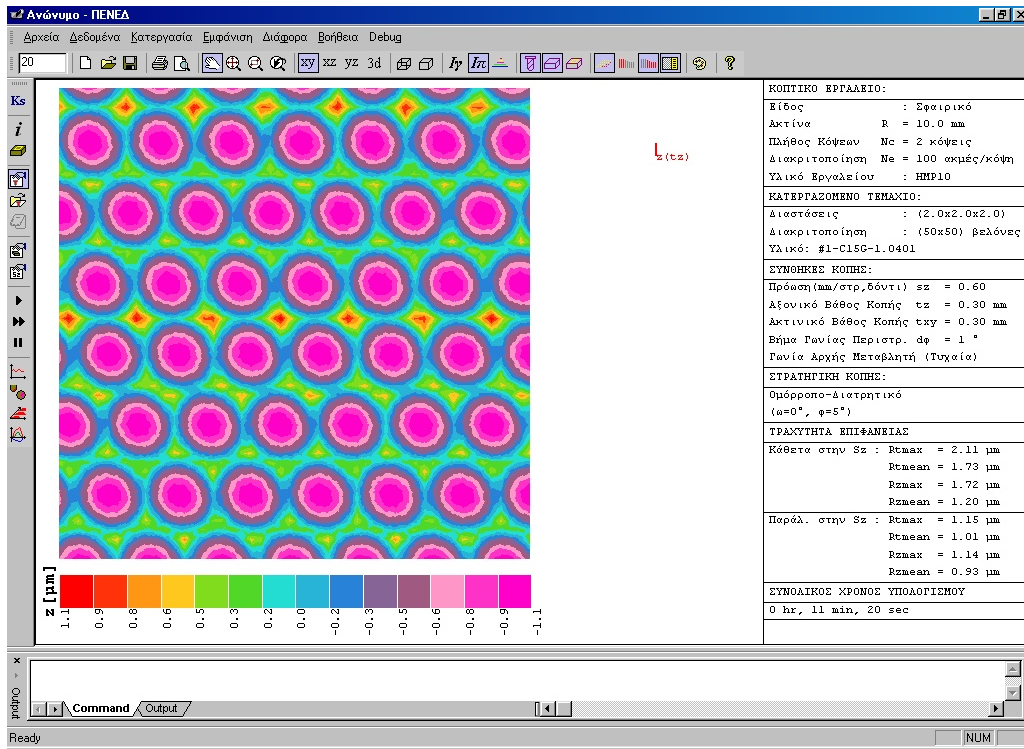 Ανώνυμο - ΠΕΝΕΔ
Αρχεία Δεδομένα Κατεργασία Εμφάνιση Διάφορα Βοήθεια Debug
20
xy xz yz 3d
Ks
z(tz)
ΚΟΠΤΙΚΟ ΕΡΓΑΛΕΙΟ:
Είδος : Σφαιρικό
Ακτίνα R = 10.0 mm
Πλήθος Κόψεων Nc = 2 κόψεις
Διακριτοποίηση Ne = 100 ακμές/κόψη
Υλικό Εργαλείου : HMP10
ΚΑΤΕΡΓΑΖΟΜΕΝΟ ΤΕΜΑΧΙΟ:
Διαστάσεις : (2.0x2.0x2.0)
Διακριτοποίηση : (50x50) βελόνες
Υλικό: #1-C15G-1.0401
ΣΥΝΘΗΚΕΣ ΚΟΠΗΣ:
Πρόωση(mm/στρ,δόντι) sz = 0.60
Αξονικό Βάθος Κοπής tz = 0.30 mm
Ακτινικό Βάθος Κοπής txy = 0.30 mm
Βήμα Γωνίας Περιστρ. dφ = 1 °
Γωνία Αρχής Μεταβλητή (Τυχαία)
ΣΤΡΑΤΗΓΙΚΗ ΚΟΠΗΣ:
Ομόρροπο-Διατρητικό
(ω=0°, φ=5°)
ΤΡΑΧΥΤΗΤΑ ΕΠΙΦΑΝΕΙΑΣ
Κάθετα στην Sz : Rtmax = 2.11 μm
Rtmean = 1.73 μm
Rzmax = 1.72 μm
Rzmean = 1.20 μm
Παράλ. στην Sz : Rtmax = 1.15 μm
Rtmean = 1.01 μm
Rzmax = 1.14 μm
Rzmean = 0.93 μm
ΣΥΝΟΛΙΚΟΣ ΧΡΟΝΟΣ ΥΠΟΛΟΓΙΣΜΟΥ
0 hr, 11 min, 20 sec
z [μm]
1.1 0.9 0.8 0.6 0.5 0.3 0.2 0.0 -0.2 -0.3 -0.5 -0.6 -0.8 -0.9 -1.1
Output
Command Output
Ready NUM